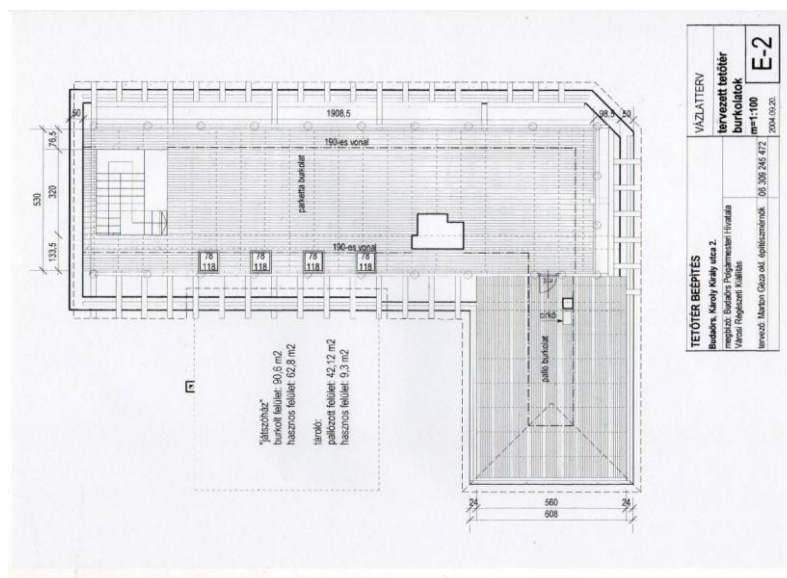 50
1908,5
98,5
50
76,5
320
530
133,5
190-es vonal
parketta burkolat
190-es vonal
78
118
78
118
78
118
78
118
cirkó
palló burkolat
"játszóház"
burkolt felület: 90,6 m2
hasznos felület: 62,8 m2
tároló:
pallózott felület: 42,12 m2
hasznos felület: 9,3 m2
24
560
24
608
TETŐTÉR BEÉPÍTÉS
Budaörs, Károly Király utca 2.
megbízó: Budaörs Polgármesteri Hivatala
Városi Régészeti Kiállítás
tervező: Marton Géza okl. építészmérnök 06 309 245 472
VÁZLATTERV
tervezett tetőtér
burkolatok
m=1:100
2004.09.20.
E-2